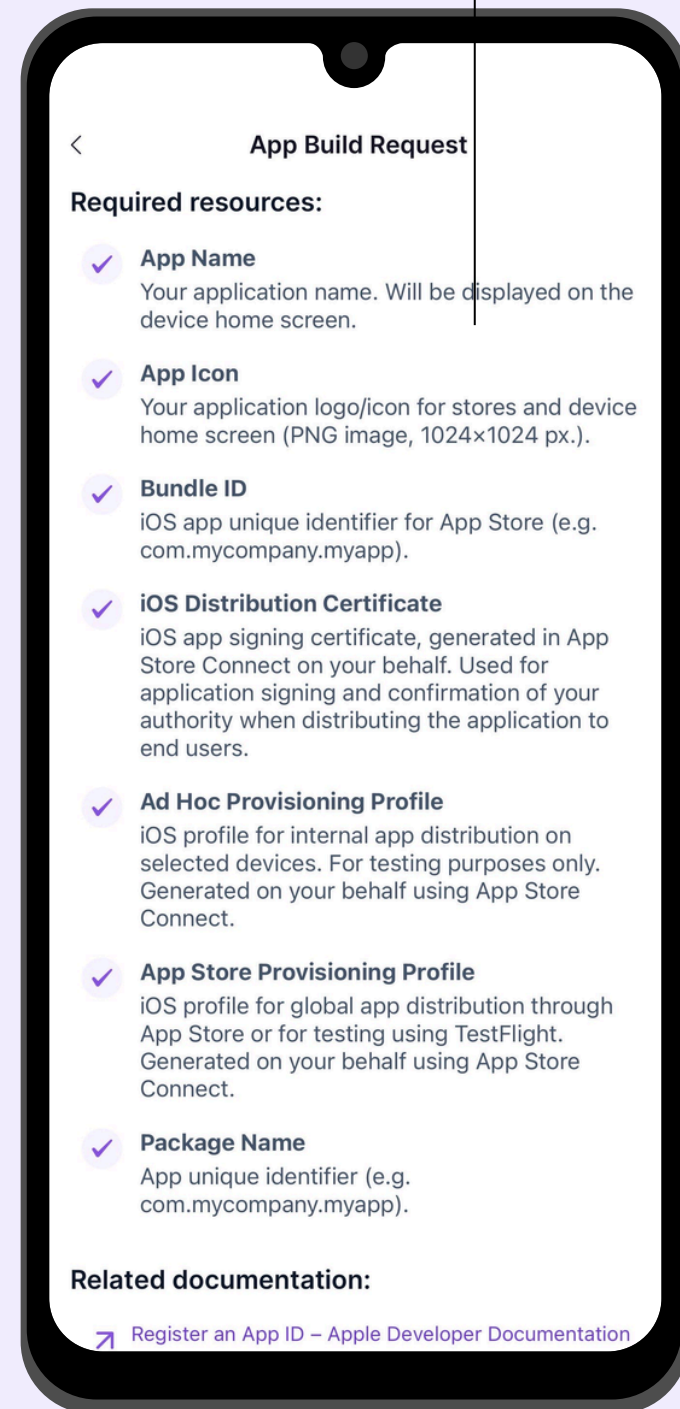 App Build Request
Required resources:
App Name
Your application name. Will be displayed on the
device home screen.
App Icon
Your application logo/icon for stores and device
home screen (PNG image, 1024×1024 px.).
Bundle ID
iOS app unique identifier for App Store (e.g.
com.mycompany.myapp).
iOS Distribution Certificate
iOS app signing certificate, generated in App
Store Connect on your behalf. Used for
application signing and confirmation of your
authority when distributing the application to
end users.
Ad Hoc Provisioning Profile
iOS profile for internal app distribution on
selected devices. For testing purposes only.
Generated on your behalf using App Store
Connect.
App Store Provisioning Profile
iOS profile for global app distribution through
App Store or for testing using TestFlight.
Generated on your behalf using App Store
Connect.
Package Name
App unique identifier (e.g.
com.mycompany.myapp).
Related documentation:
Register an App ID – Apple Developer Documentation